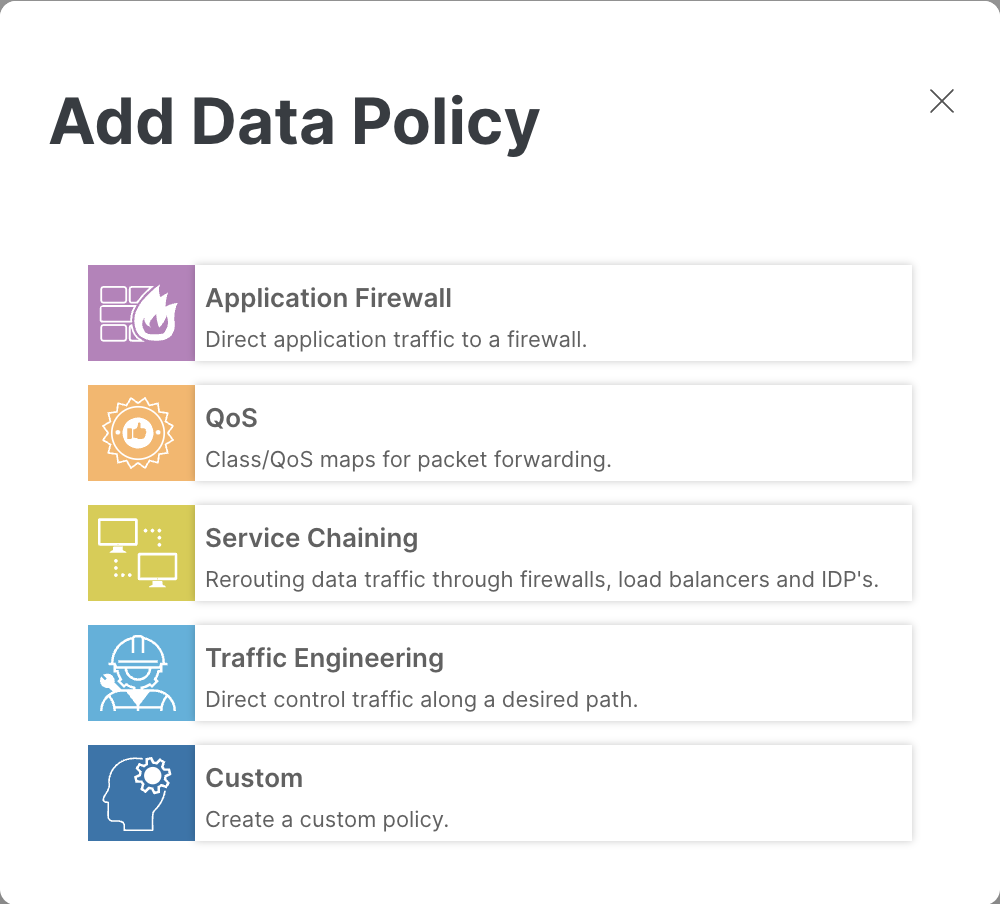 Add Data Policy
Application Firewall
Direct application traffic to a firewall.
QoS
Class/QoS maps for packet forwarding.
Service Chaining
Rerouting data traffic through firewalls, load balancers and IDP's.
Traffic Engineering
Direct control traffic along a desired path.
Custom
Create a custom policy.